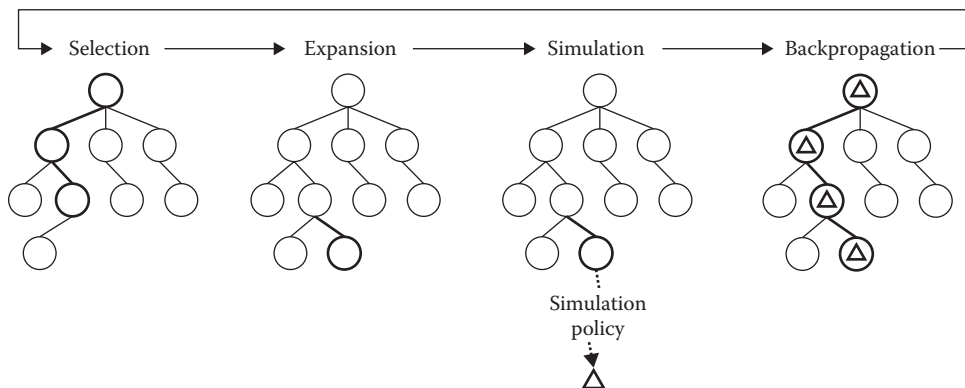 Selection
Expansion
Simulation
Backpropagation
Simulation
policy